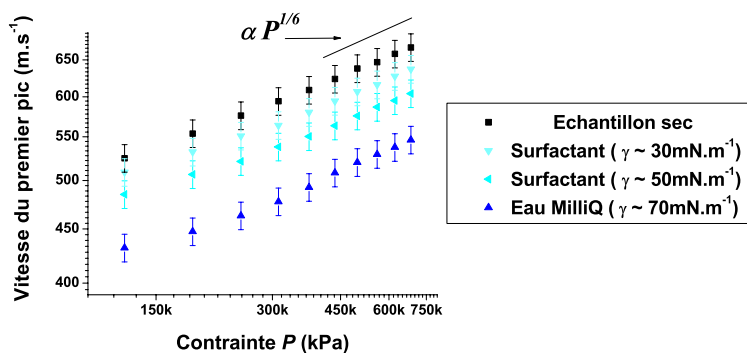 α P^{1/6}
Vitesse du premier pic (m.s⁻¹)
650
600
550
500
450
400
150k 300k 450k 600k 750k
Contrainte P (kPa)
Echantillon sec
Surfactant ( γ ~ 30mN.m⁻¹)
Surfactant ( γ ~ 50mN.m⁻¹)
Eau MilliQ ( γ ~ 70mN.m⁻¹)